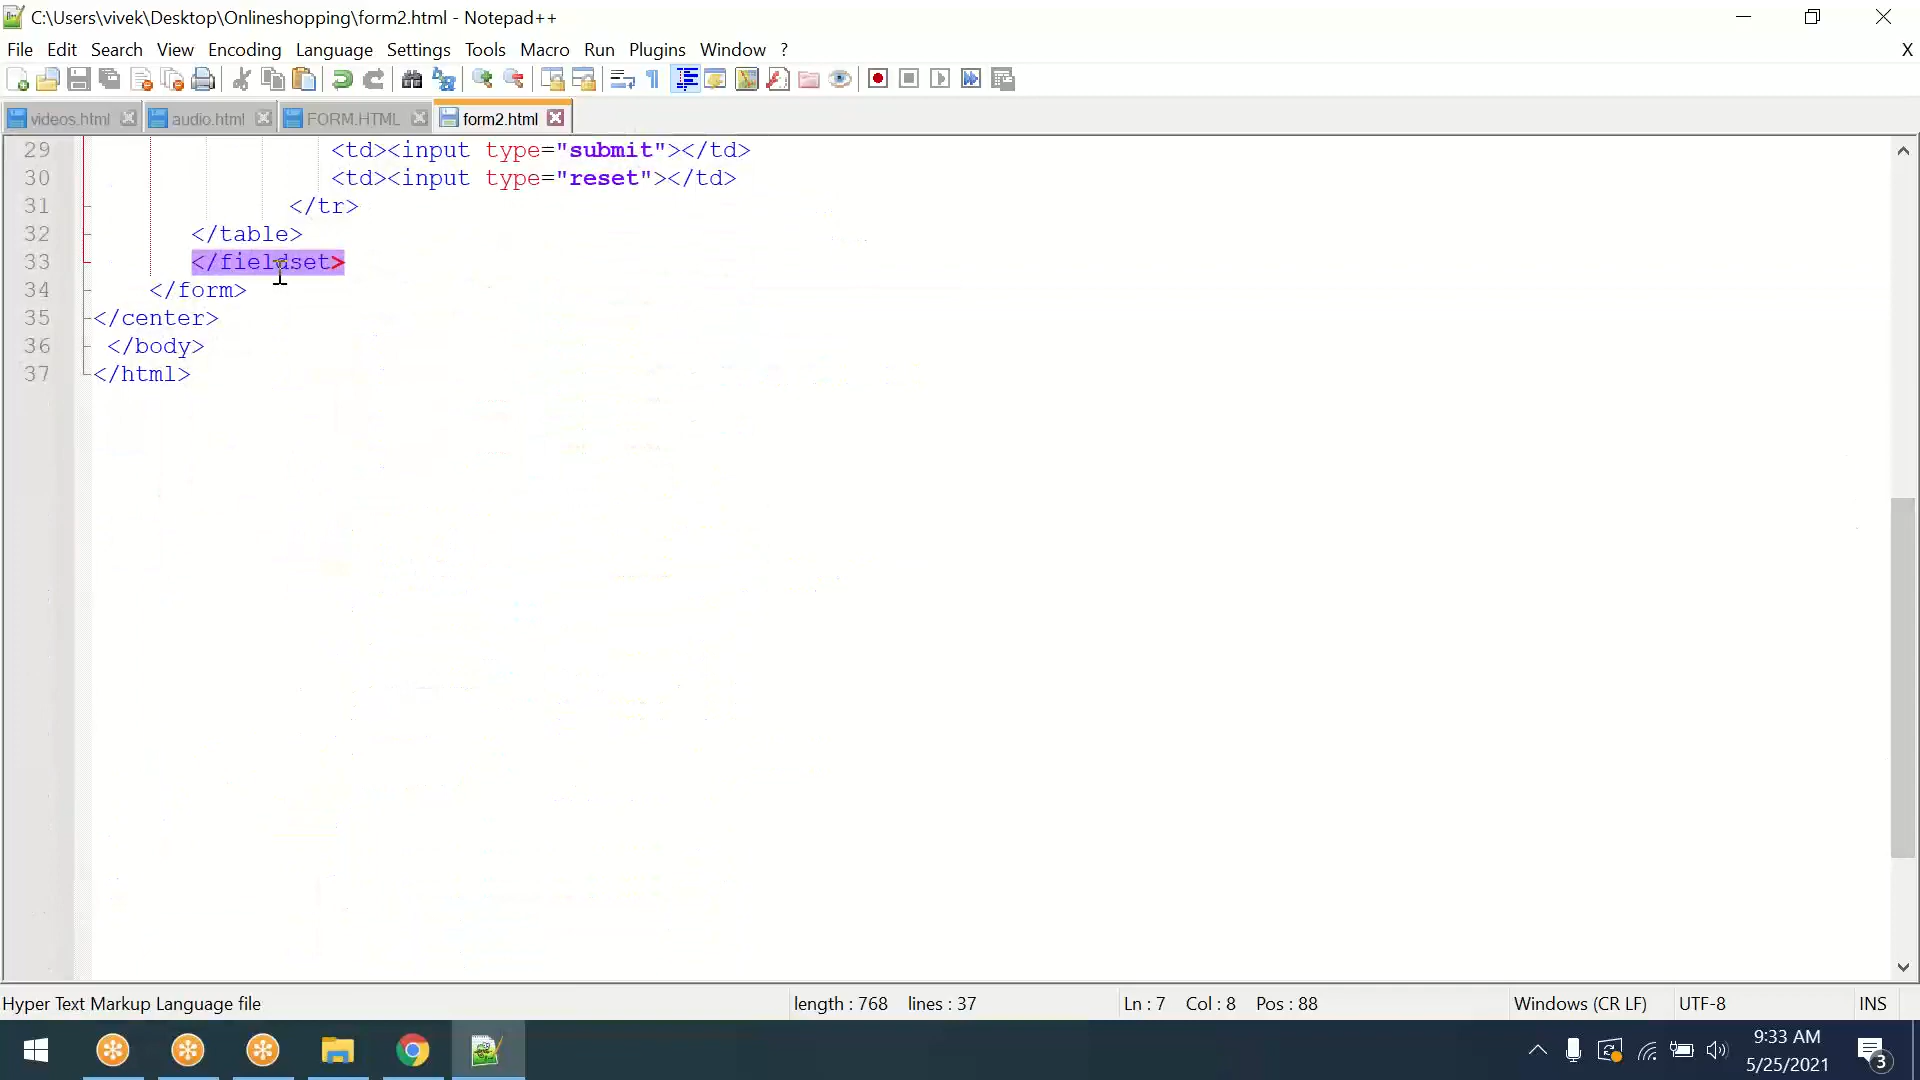 C:\Users\vivek\Desktop\Onlineshopping\form2.html - Notepad++
File Edit Search View Encoding Language Settings Tools Macro Run Plugins Window ? X
videos.html audio.html FORM.HTML form2.html
29 <td><input type="submit"></td>
30 <td><input type="reset"></td>
31 </tr>
32 </table>
33 </fieldset>
34 </form>
35 </center>
36 </body>
37 </html>
Hyper Text Markup Language file length : 768 lines : 37 Ln : 7 Col : 8 Pos : 88 Windows (CR LF) UTF-8 INS
9:33 AM
5/25/2021
3